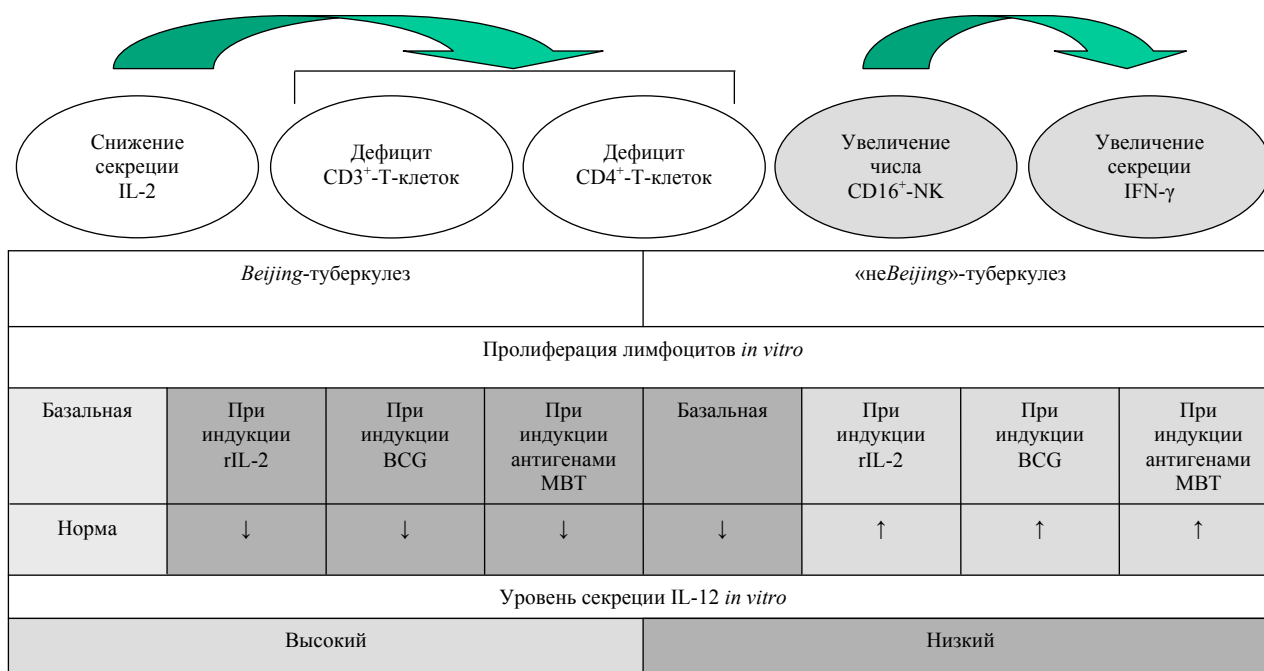 Снижение
секреции
IL-2
Дефицит
CD3⁺-Т-клеток
Дефицит
CD4⁺-Т-клеток
Увеличение
числа
CD16⁺-NK
Увеличение
секреции
IFN-γ
Beijing-туберкулез
«неBeijing»-туберкулез
Пролиферация лимфоцитов in vitro
Базальная
При
индукции
rIL-2
При
индукции
BCG
При
индукции
антигенами
МВТ
Базальная
При
индукции
rIL-2
При
индукции
BCG
При
индукции
антигенами
МВТ
Норма
↓
↓
↓
↓
↑
↑
↑
Уровень секреции IL-12 in vitro
Высокий
Низкий